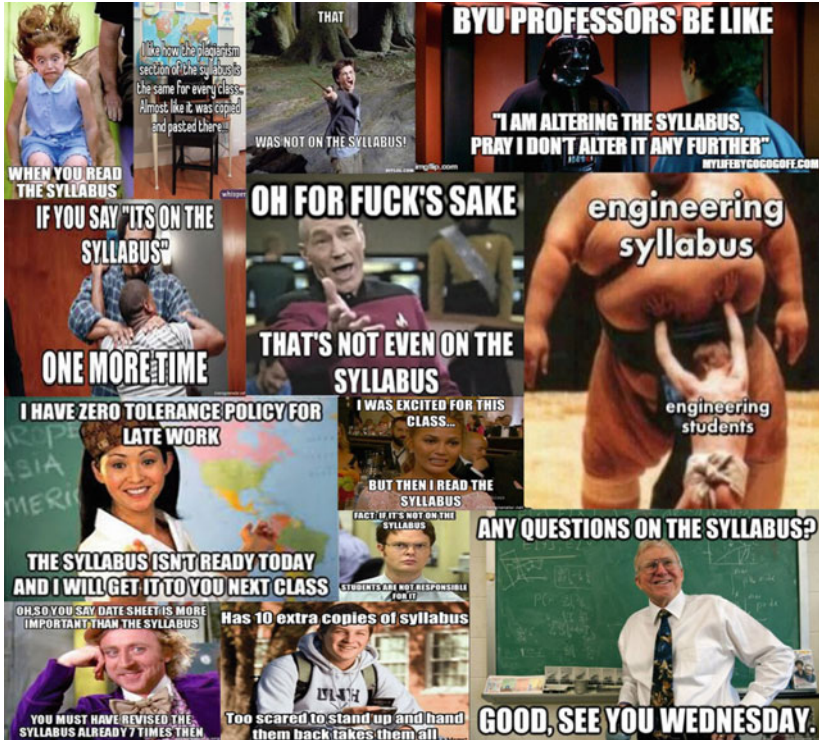 WHEN YOU READ
THE SYLLABUS
I like how the plagiarism
section of the syllabus is
the same for every class..
Almost like it was copied
and pasted there...
whisper
THAT
WAS NOT ON THE SYLLABUS!
imgflip.com
BYU PROFESSORS BE LIKE
"I AM ALTERING THE SYLLABUS,
PRAY I DON'T ALTER IT ANY FURTHER"
MYLIFEBYGOGOGOFF.COM
IF YOU SAY "ITS ON THE
SYLLABUS"
ONE MORE TIME
OH FOR FUCK'S SAKE
THAT'S NOT EVEN ON THE
SYLLABUS
engineering
syllabus
engineering
students
I HAVE ZERO TOLERANCE POLICY FOR
LATE WORK
THE SYLLABUS ISN'T READY TODAY
AND I WILL GET IT TO YOU NEXT CLASS
I WAS EXCITED FOR THIS
CLASS...
BUT THEN I READ THE
SYLLABUS
FACT: IF IT'S NOT ON THE
SYLLABUS
STUDENTS ARE NOT RESPONSIBLE
FOR IT
ANY QUESTIONS ON THE SYLLABUS?
GOOD, SEE YOU WEDNESDAY.
OH,SO YOU SAY DATE SHEET IS MORE
IMPORTANT THAN THE SYLLABUS
YOU MUST HAVE REVISED THE
SYLLABUS ALREADY 7 TIMES THEN
Has 10 extra copies of syllabus
Too scared to stand up and hand
them back takes them all